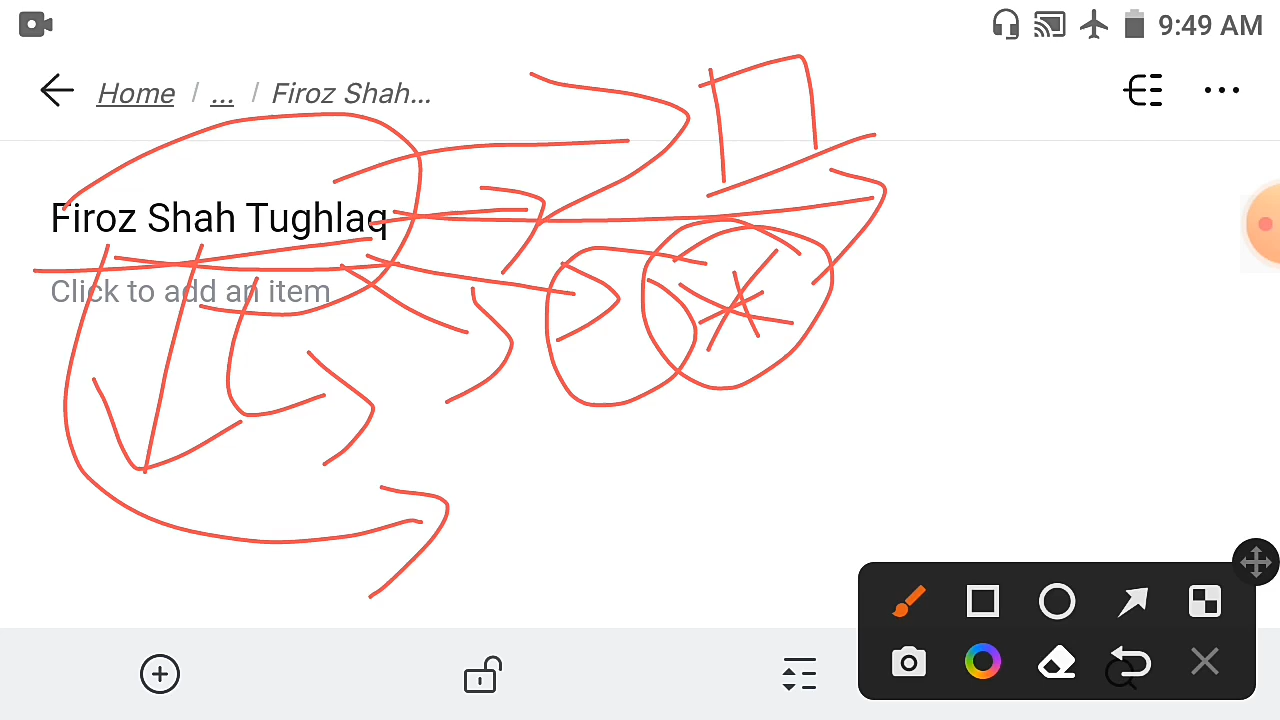 9:49 AM
Home / ... / Firoz Shah...
Firoz Shah Tughlaq
Click to add an item